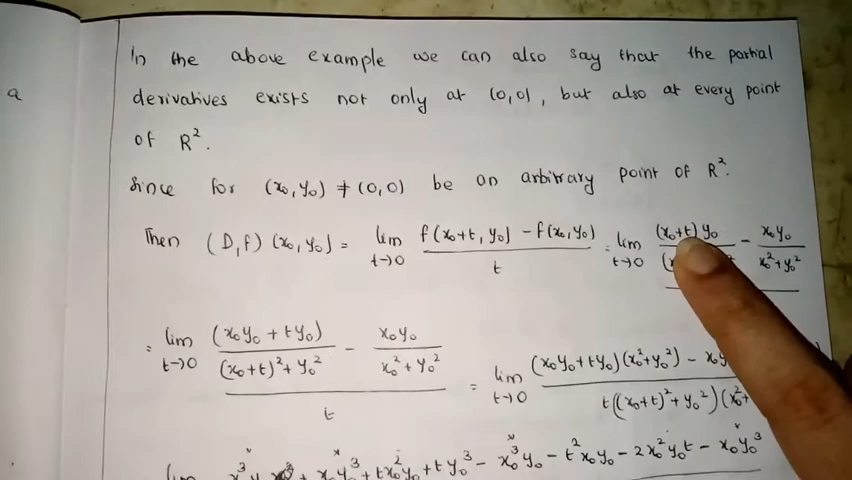 a
In the above example we can also say that the partial
derivatives exists not only at (0,0), but also at every point
of R².
Since for (x₀,y₀) ≠ (0,0) be an arbitrary point of R².
Then (D₁f)(x₀,y₀) = lim t→0 (f(x₀+t, y₀) - f(x₀,y₀)) / t = lim t→0 (x₀+t)y₀ - x₀y₀ / (x₀²+y₀²)
= lim t→0 ((x₀y₀ + ty₀) / ((x₀+t)² + y₀²) - x₀y₀ / (x₀²+y₀²)) / t = lim t→0 (x₀y₀+ty₀)(x₀²+y₀²) - / t((x₀+t)²+y₀²)
+ x₀y₀³ + tx₀²y₀ + ty₀³ - x₀³y₀ - t²x₀y₀ - 2x₀²y₀t - x₀y₀³